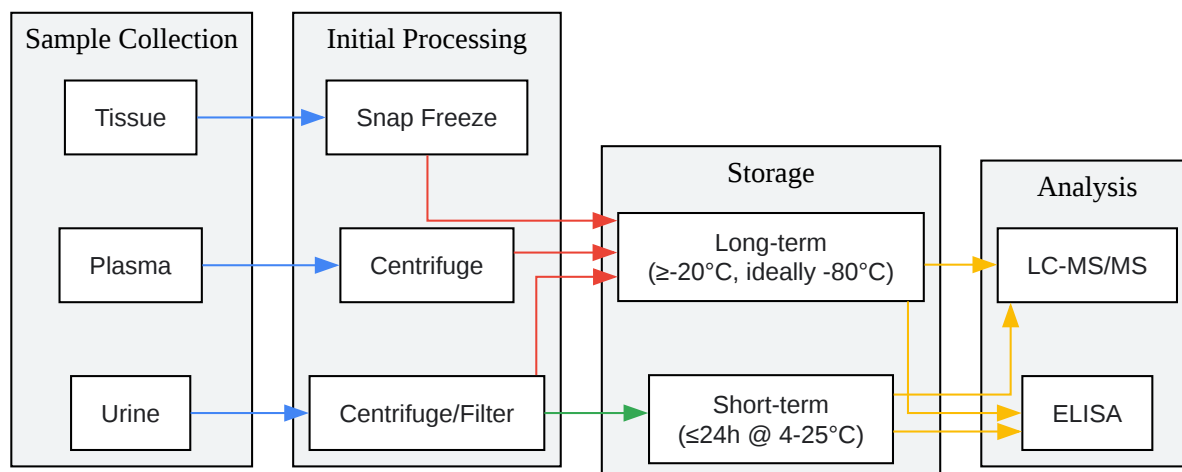 Sample Collection
Tissue
Plasma
Urine
Initial Processing
Snap Freeze
Centrifuge
Centrifuge/Filter
Storage
Long-term
(≥-20°C, ideally -80°C)
Short-term
(≤24h @ 4-25°C)
Analysis
LC-MS/MS
ELISA